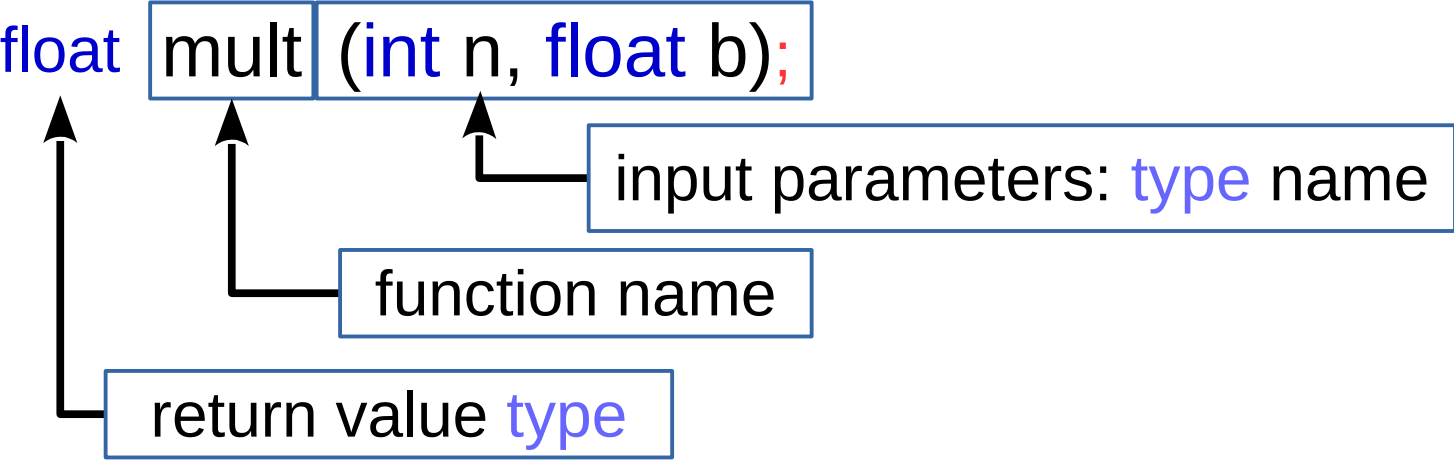 float mult (int n, float b);
input parameters: type name
function name
return value type